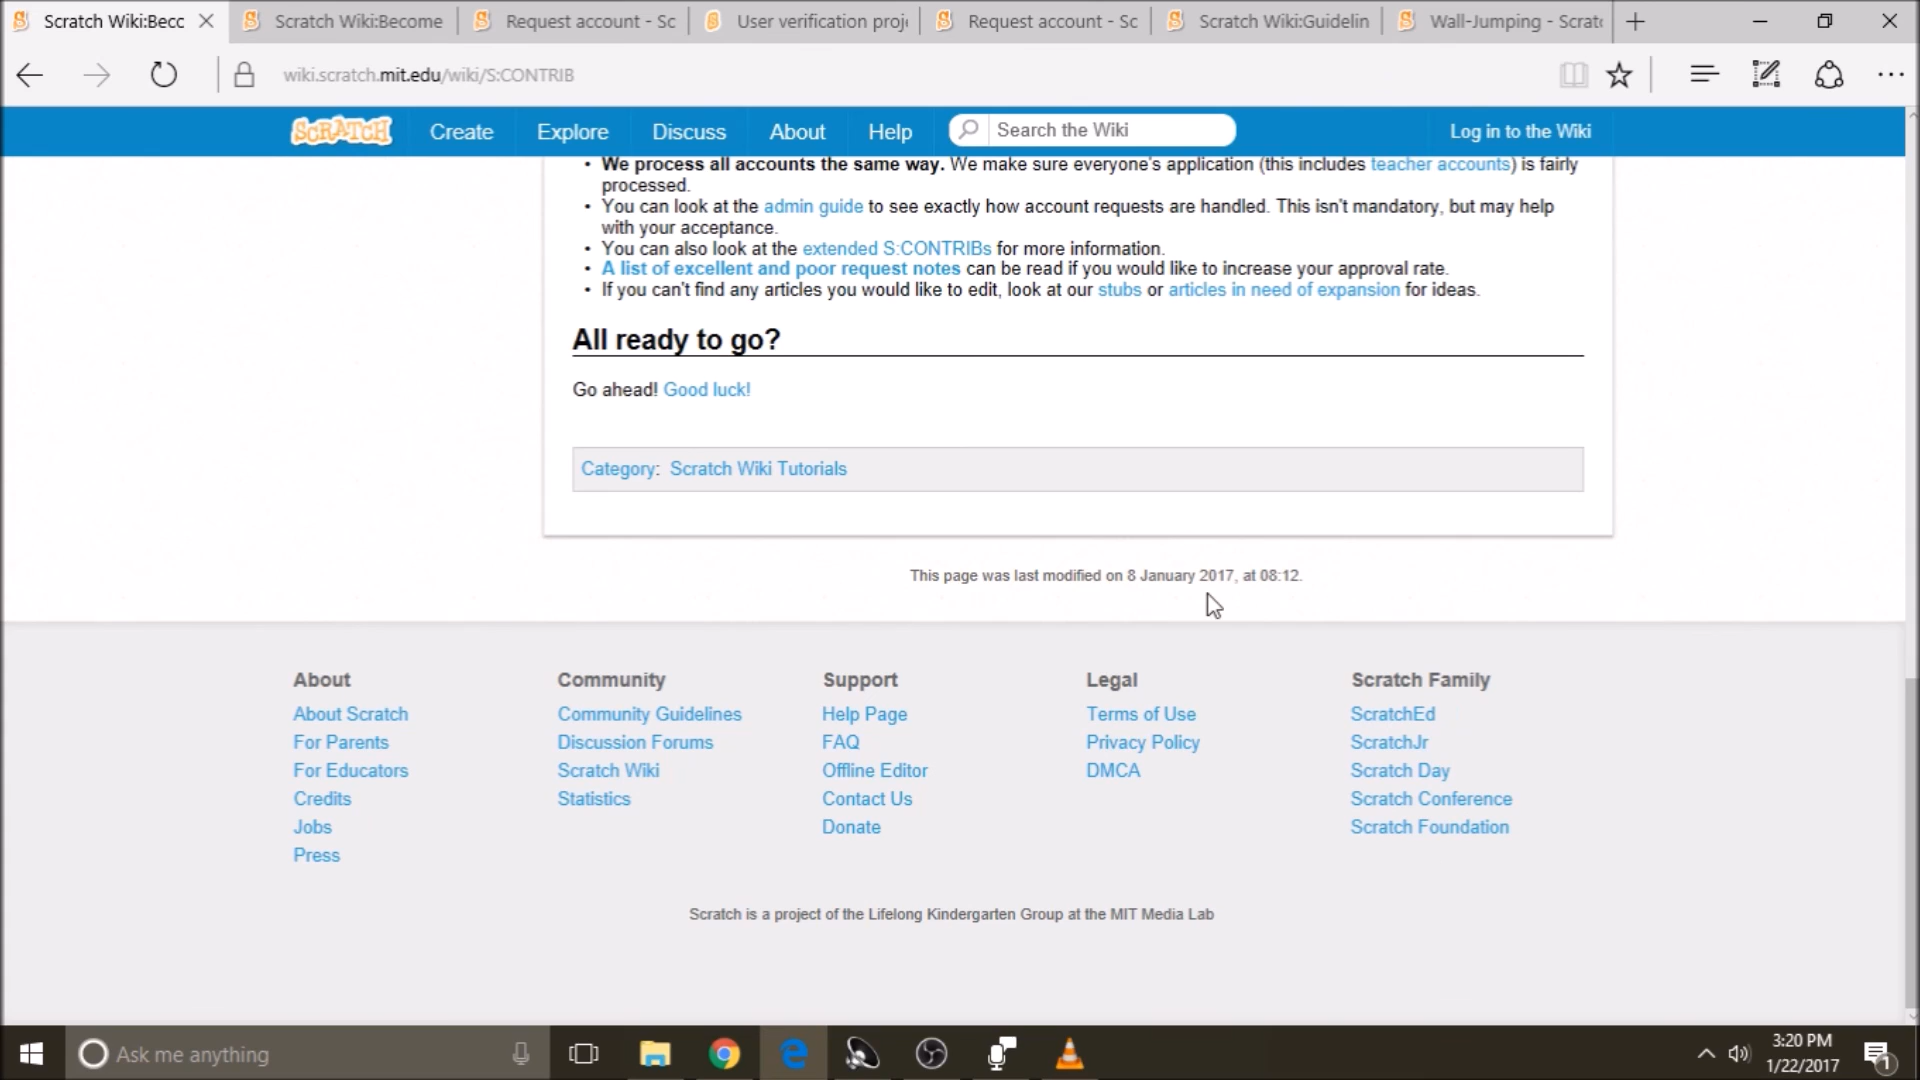 Scratch Wiki:Becc
Scratch Wiki:Become
Request account - Sc
User verification proj
Request account - Sc
Scratch Wiki:Guidelin
Wall-Jumping - Scratc
wiki.scratch.mit.edu/wiki/S:CONTRIB
SCRATCH Create Explore Discuss About Help Search the Wiki Log in to the Wiki
• We process all accounts the same way. We make sure everyone's application (this includes teacher accounts) is fairly
processed.
• You can look at the admin guide to see exactly how account requests are handled. This isn't mandatory, but may help
with your acceptance.
• You can also look at the extended S:CONTRIBs for more information.
• A list of excellent and poor request notes can be read if you would like to increase your approval rate.
• If you can't find any articles you would like to edit, look at our stubs or articles in need of expansion for ideas.
All ready to go?
Go ahead! Good luck!
Category: Scratch Wiki Tutorials
This page was last modified on 8 January 2017, at 08:12.
About
About Scratch
For Parents
For Educators
Credits
Jobs
Press
Community
Community Guidelines
Discussion Forums
Scratch Wiki
Statistics
Support
Help Page
FAQ
Offline Editor
Contact Us
Donate
Legal
Terms of Use
Privacy Policy
DMCA
Scratch Family
ScratchEd
ScratchJr
Scratch Day
Scratch Conference
Scratch Foundation
Scratch is a project of the Lifelong Kindergarten Group at the MIT Media Lab
Ask me anything
3:20 PM
1/22/2017
1